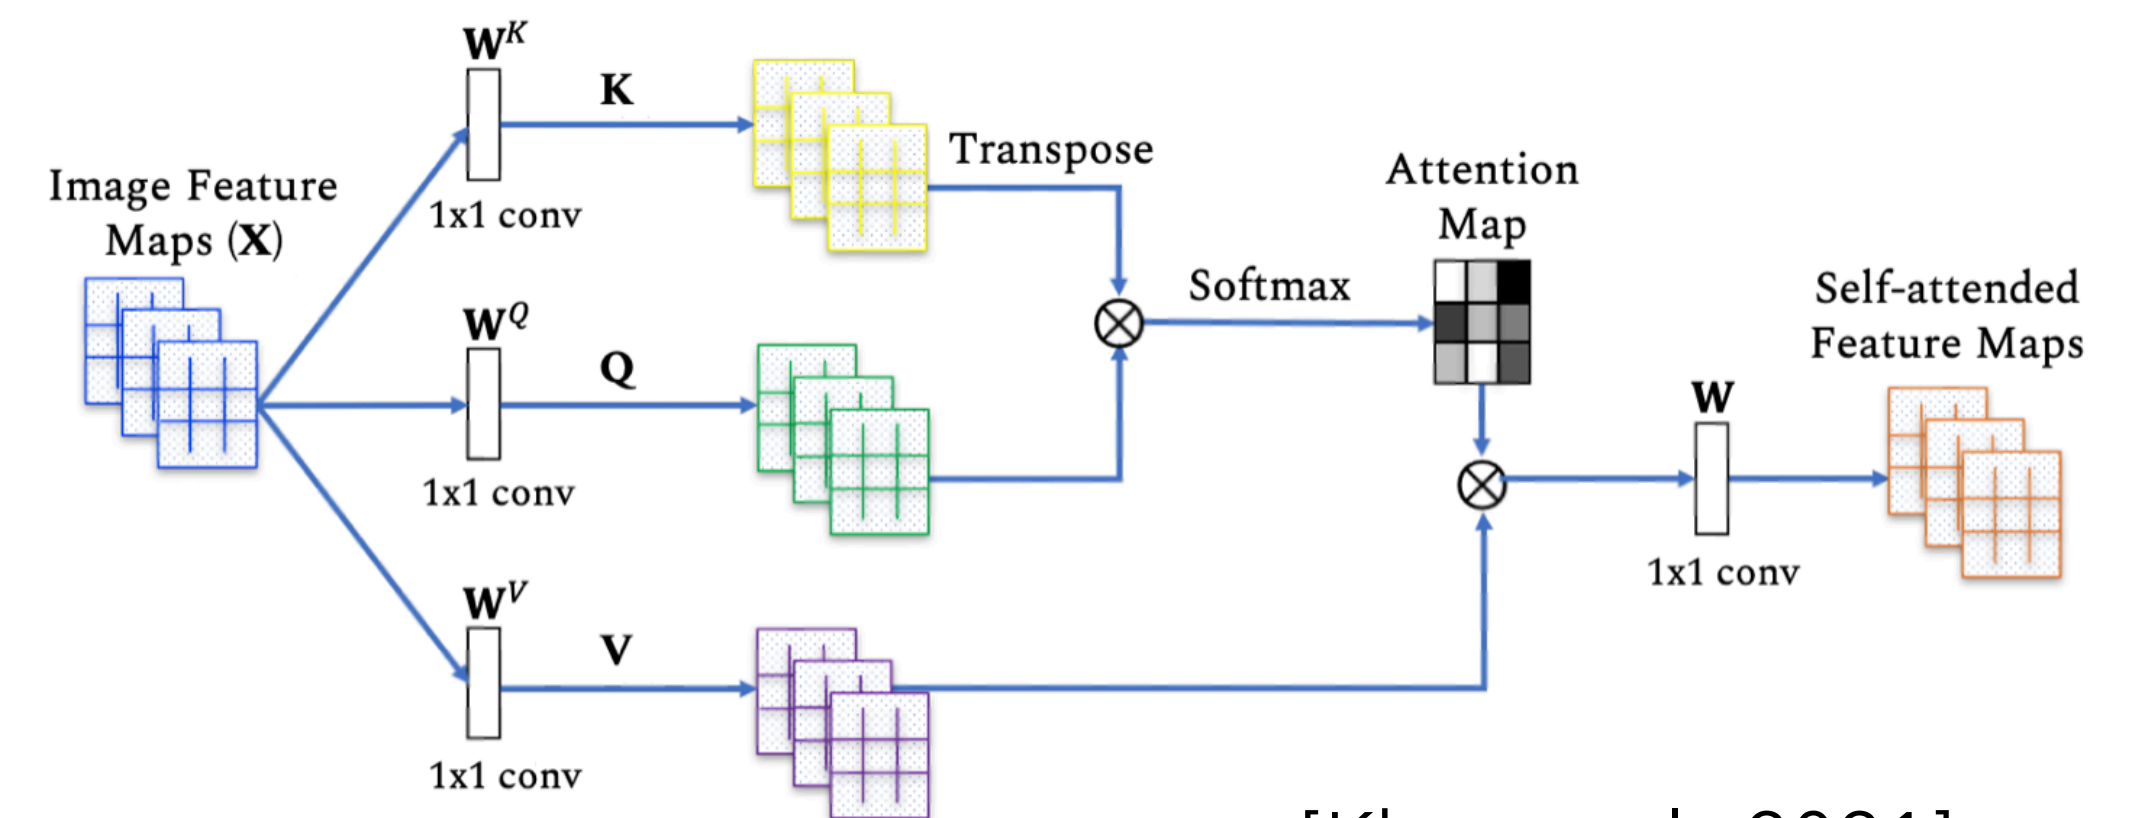 W^K
K
1x1 conv
Transpose
Image Feature
Maps (X)
Attention
Map
W^Q
Q
1x1 conv
Softmax
Self-attended
Feature Maps
W
1x1 conv
W^V
V
1x1 conv